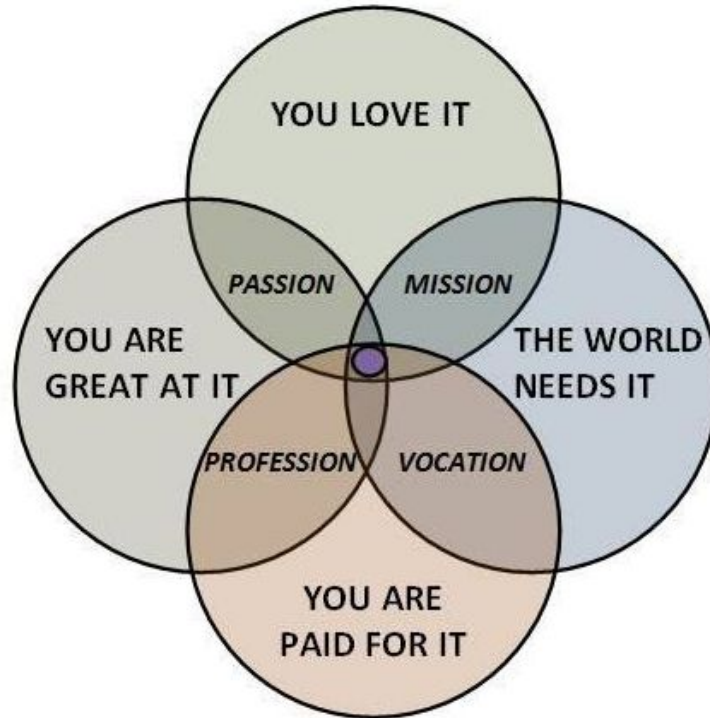 YOU LOVE IT
PASSION
MISSION
YOU ARE
GREAT AT IT
THE WORLD
NEEDS IT
PROFESSION
VOCATION
YOU ARE
PAID FOR IT